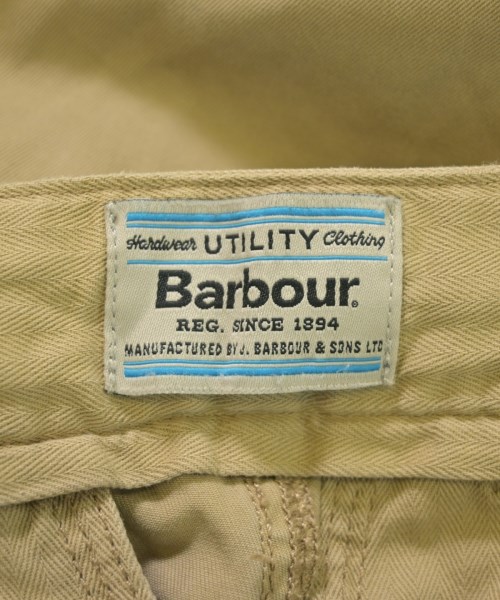 Hardwear UTILITY Clothing
Barbour®
REG. SINCE 1894
MANUFACTURED BY J. BARBOUR & SONS LTD